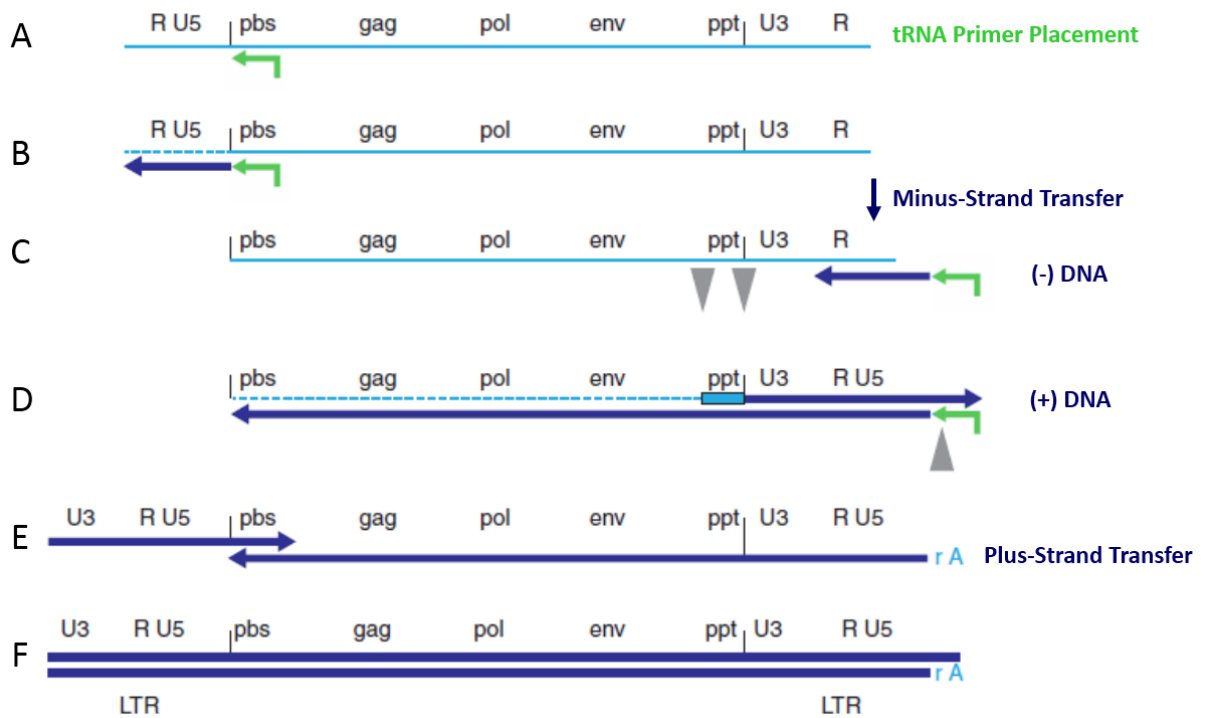 A R U5 pbs gag pol env ppt U3 R tRNA Primer Placement
B R U5 pbs gag pol env ppt U3 R
Minus-Strand Transfer
C pbs gag pol env ppt U3 R
(-) DNA
D pbs gag pol env ppt U3 R U5
(+) DNA
E U3 R U5 pbs gag pol env ppt U3 R U5
r A Plus-Strand Transfer
F U3 R U5 pbs gag pol env ppt U3 R U5
r A
LTR LTR